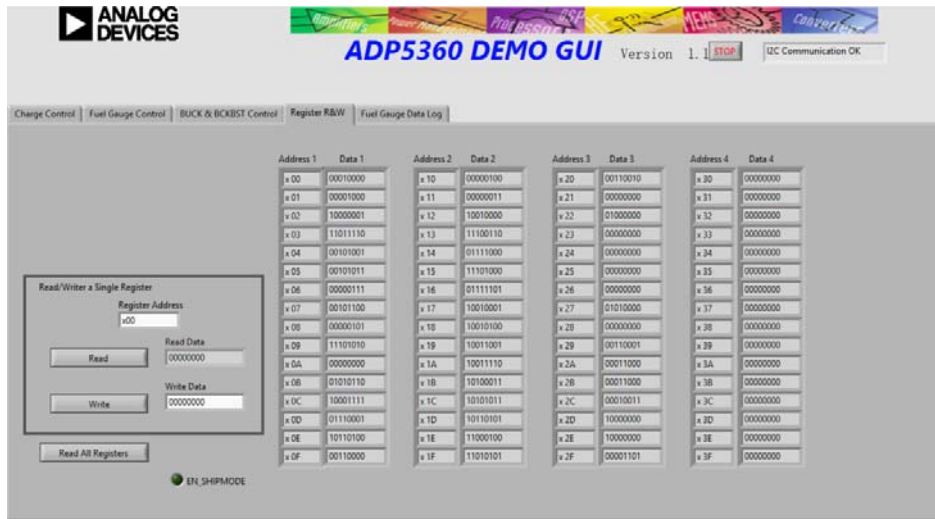 ANALOG
DEVICES
Amplifiers Power Processors DSP MEMS Converters
ADP5360 DEMO GUI Version 1.1 STOP I2C Communication OK
Charge Control Fuel Gauge Control BUCK & BCKBST Control Register R&W Fuel Gauge Data Log
Address 1 Data 1 Address 2 Data 2 Address 3 Data 3 Address 4 Data 4
x 00 00010000 x 10 00000100 x 20 00110010 x 30 00000000
x 01 00001000 x 11 00000011 x 21 00000000 x 31 00000000
x 02 10000001 x 12 10010000 x 22 01000000 x 32 00000000
x 03 11011110 x 13 11100110 x 23 00000000 x 33 00000000
x 04 00101001 x 14 01111000 x 24 00000000 x 34 00000000
x 05 00101011 x 15 11101000 x 25 00000000 x 35 00000000
x 06 00000111 x 16 01111101 x 26 00000000 x 36 00000000
x 07 00101100 x 17 10010001 x 27 01010000 x 37 00000000
x 08 00000101 x 18 10010100 x 28 00000000 x 38 00000000
x 09 11101010 x 19 10011001 x 29 00110001 x 39 00000000
x 0A 00000000 x 1A 10011110 x 2A 00011000 x 3A 00000000
x 0B 01010110 x 1B 10100011 x 2B 00011000 x 3B 00000000
x 0C 10001111 x 1C 10101011 x 2C 00010011 x 3C 00000000
x 0D 01110001 x 1D 10110101 x 2D 10000000 x 3D 00000000
x 0E 10110100 x 1E 11000100 x 2E 10000000 x 3E 00000000
x 0F 00110000 x 1F 11010101 x 2F 00001101 x 3F 00000000
Read/Writer a Single Register
Register Address
x00
Read Data
Read 00000000
Write Data
Write 00000000
Read All Registers
EN_SHIPMODE